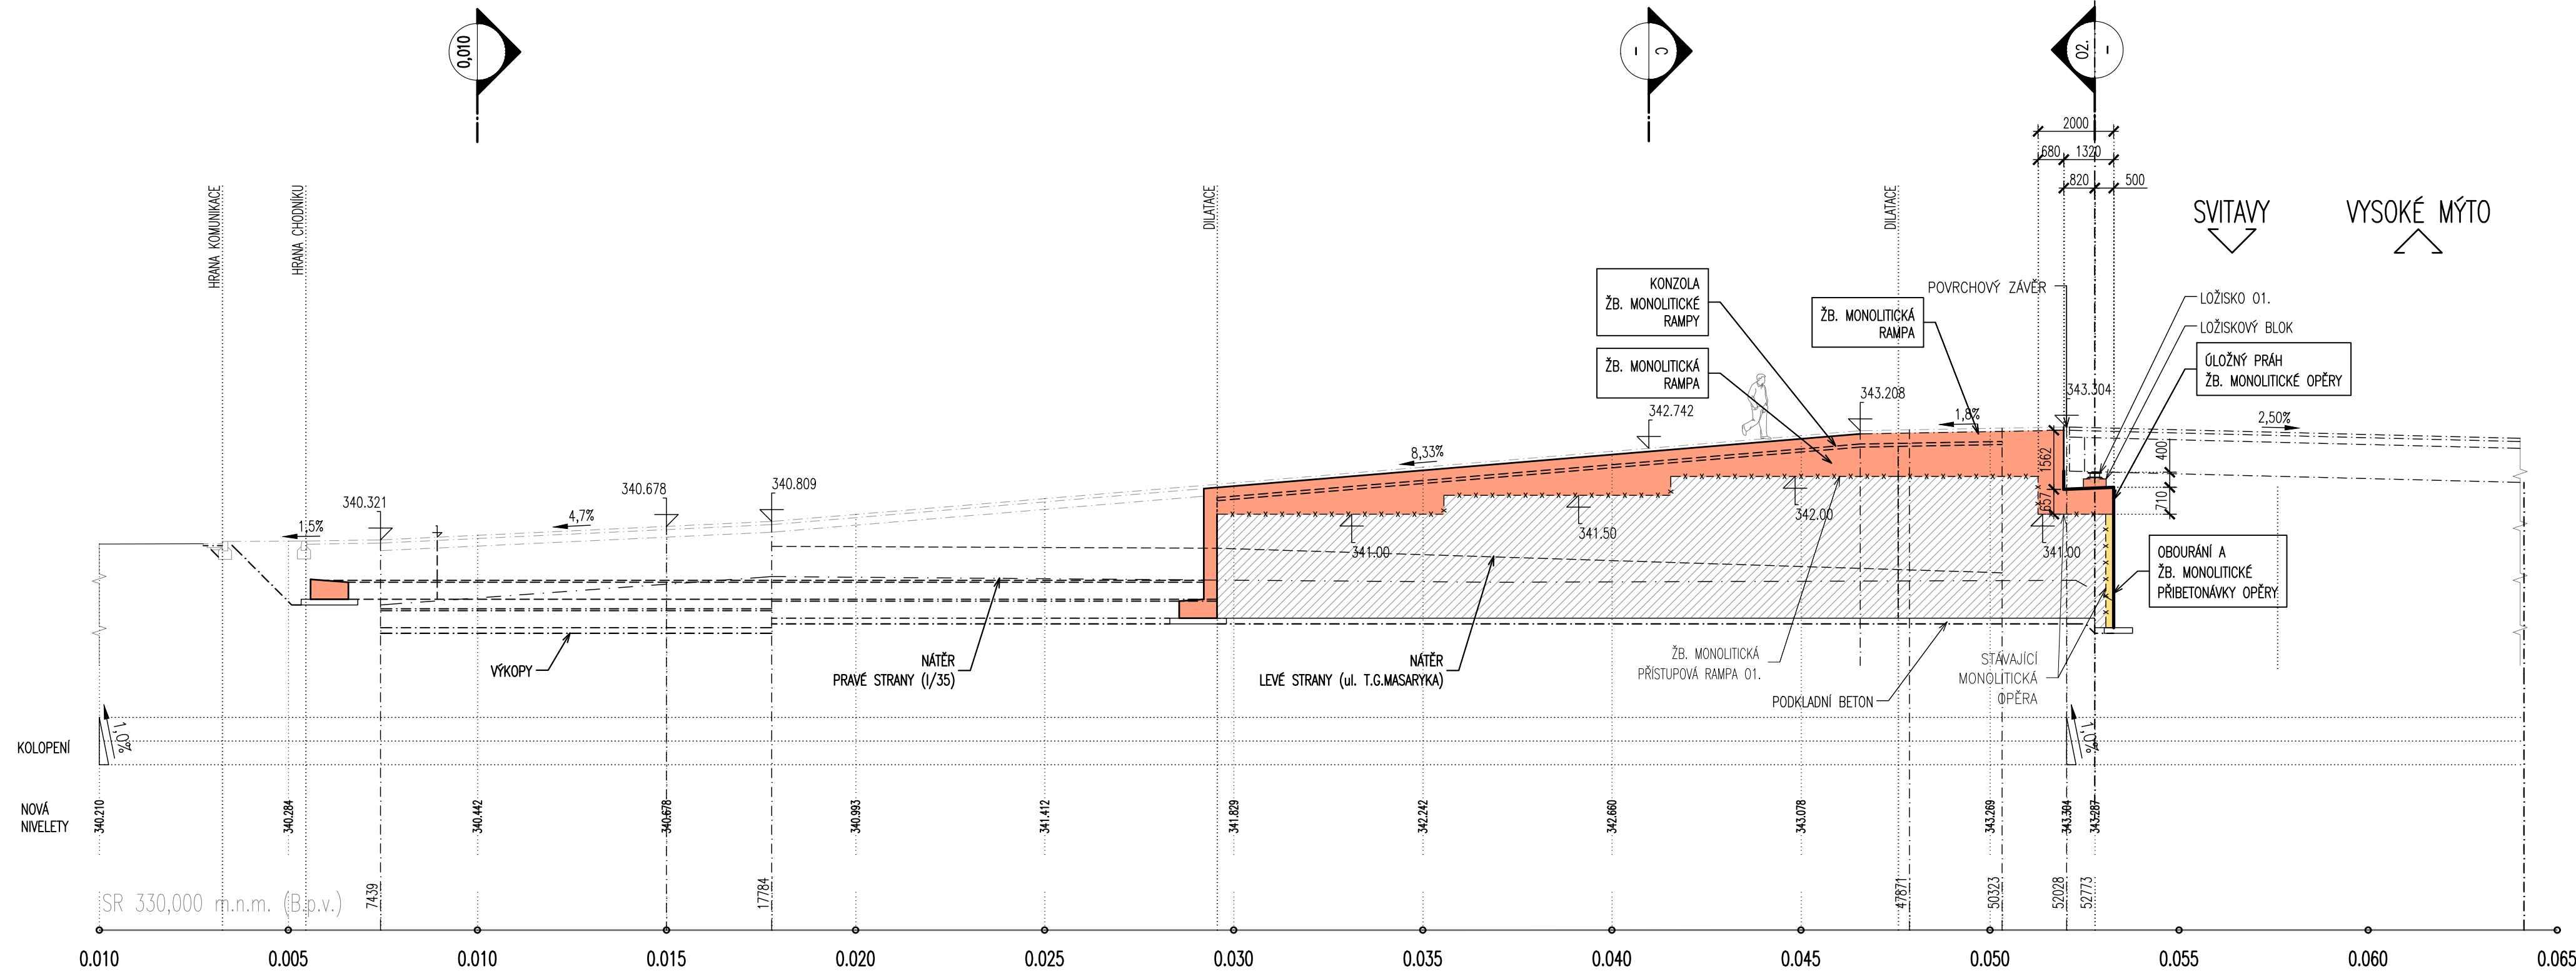 0,010
–
C
02.
–
2000
680
1320
820
500
HRANA KOMUNIKACE
HRANA CHODNÍKU
DILATACE
DILATACE
SVITAVY
VYSOKÉ MÝTO
KONZOLA
ŽB. MONOLITICKÉ
RAMPY
ŽB. MONOLITICKÁ
RAMPA
ŽB. MONOLITICKÁ
RAMPA
POVRCHOVÝ ZÁVĚR
LOŽISKO 01.
LOŽISKOVÝ BLOK
ÚLOŽNÝ PRÁH
ŽB. MONOLITICKÉ OPĚRY
342.742
343.208
343.304
1,8%
2,50%
8,33%
340.321
340.678
340.809
1,5%
4,7%
1562
400
657
710
341.00
341.50
342.00
341.00
OBOURÁNÍ A
ŽB. MONOLITICKÉ
PŘIBETONÁVKY OPĚRY
VÝKOPY
NÁTĚR
PRAVÉ STRANY (I/35)
NÁTĚR
LEVÉ STRANY (ul. T.G.MASARYKA)
ŽB. MONOLITICKÁ
PŘÍSTUPOVÁ RAMPA 01.
PODKLADNÍ BETON
STÁVAJÍCÍ
MONOLITICKÁ
OPĚRA
KOLOPENÍ
1,0%
1,0%
NOVÁ
NIVELETY
340.210
340.284
340.442
340.678
340.993
341.412
341.829
342.242
342.660
343.078
343.269
343.304
343.287
SR 330,000 m.n.m. (B.p.v.)
7439
17784
47871
50323
52028
52773
0.010
0.005
0.010
0.015
0.020
0.025
0.030
0.035
0.040
0.045
0.050
0.055
0.060
0.065